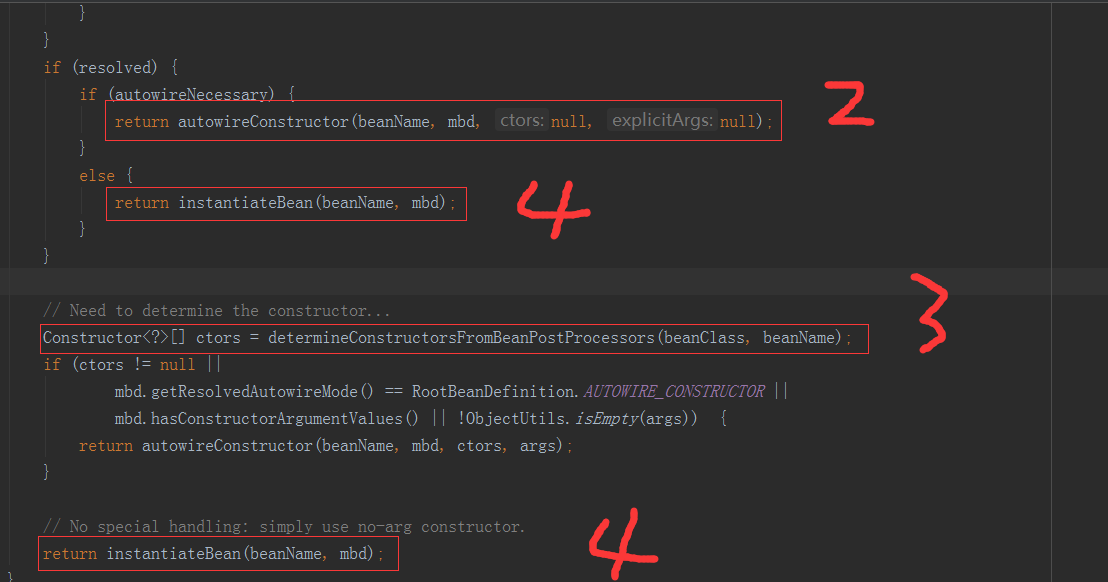 }
}
if (resolved) {
if (autowireNecessary) {
return autowireConstructor(beanName, mbd, ctors: null, explicitArgs: null);
2
}
else {
return instantiateBean(beanName, mbd);
4
}
}
// Need to determine the constructor...
3
Constructor<?>[] ctors = determineConstructorsFromBeanPostProcessors(beanClass, beanName);
if (ctors != null ||
mbd.getResolvedAutowireMode() == RootBeanDefinition.AUTOWIRE_CONSTRUCTOR ||
mbd.hasConstructorArgumentValues() || !ObjectUtils.isEmpty(args)) {
return autowireConstructor(beanName, mbd, ctors, args);
}
// No special handling: simply use no-arg constructor.
return instantiateBean(beanName, mbd);
4
}